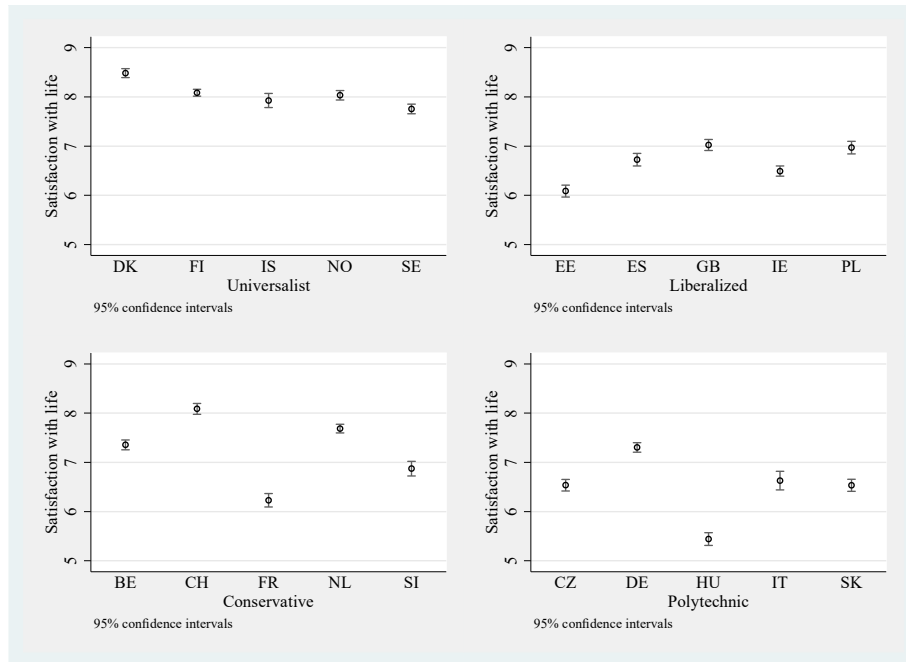 Satisfaction with life
9
8
7
6
5
DK FI IS NO SE
Universalist
95% confidence intervals
Satisfaction with life
9
8
7
6
5
EE ES GB IE PL
Liberalized
95% confidence intervals
Satisfaction with life
9
8
7
6
5
BE CH FR NL SI
Conservative
95% confidence intervals
Satisfaction with life
9
8
7
6
5
CZ DE HU IT SK
Polytechnic
95% confidence intervals